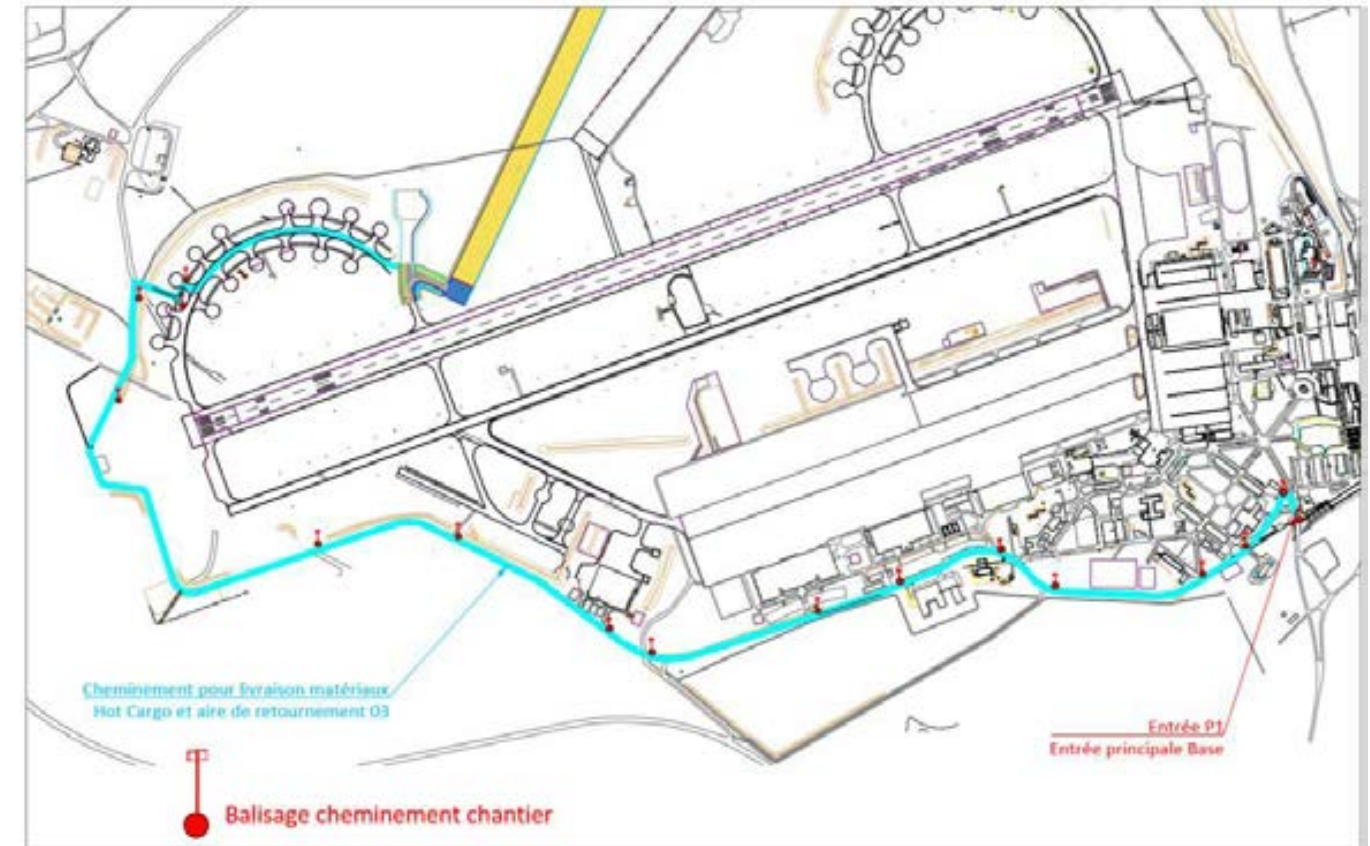 Cheminement pour livraison matériaux
Hot Cargo et aire de retournement 03
Entrée P1
Entrée principale Base
Balisage cheminement chantier